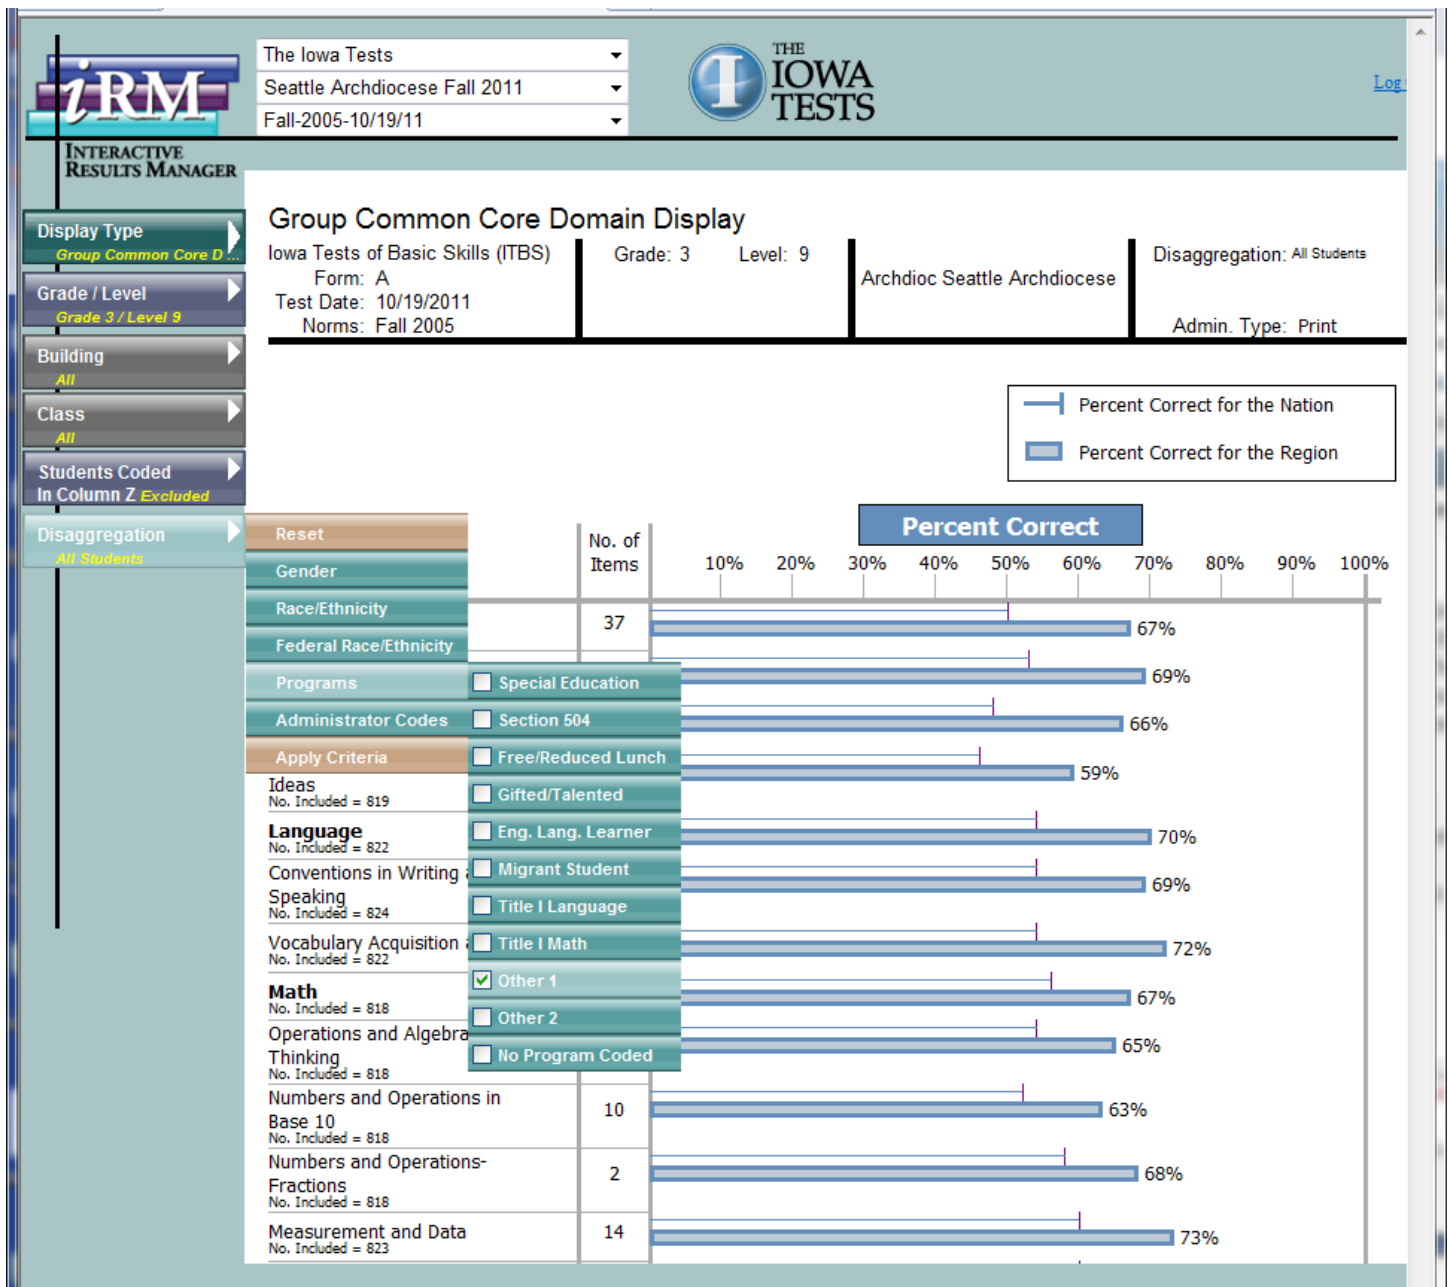 The Iowa Tests
Seattle Archdiocese Fall 2011
Fall-2005-10/19/11
iRM
INTERACTIVE
RESULTS MANAGER
THE
IOWA
TESTS
Log
Display Type
Group Common Core D ...
Grade / Level
Grade 3 / Level 9
Building
All
Class
All
Students Coded
In Column Z Excluded
Disaggregation
All Students
Group Common Core Domain Display
Iowa Tests of Basic Skills (ITBS)
Form: A
Test Date: 10/19/2011
Norms: Fall 2005
Grade: 3 Level: 9
Archdioc Seattle Archdiocese
Disaggregation: All Students
Admin. Type: Print
Percent Correct for the Nation
Percent Correct for the Region
Reset
Gender
Race/Ethnicity
Federal Race/Ethnicity
Programs
Administrator Codes
Apply Criteria
Special Education
Section 504
Free/Reduced Lunch
Gifted/Talented
Eng. Lang. Learner
Migrant Student
Title I Language
Title I Math
Other 1
Other 2
No Program Coded
No. of
Items
Percent Correct
10% 20% 30% 40% 50% 60% 70% 80% 90% 100%
37 67%
69%
66%
59%
Ideas
No. Included = 819
Language
No. Included = 822
70%
Conventions in Writing
Speaking
No. Included = 824
69%
Vocabulary Acquisition
No. Included = 822
72%
Math
No. Included = 818
67%
Operations and Algebra
Thinking
No. Included = 818
65%
Numbers and Operations in
Base 10
No. Included = 818
10 63%
Numbers and Operations-
Fractions
No. Included = 818
2 68%
Measurement and Data
No. Included = 823
14 73%